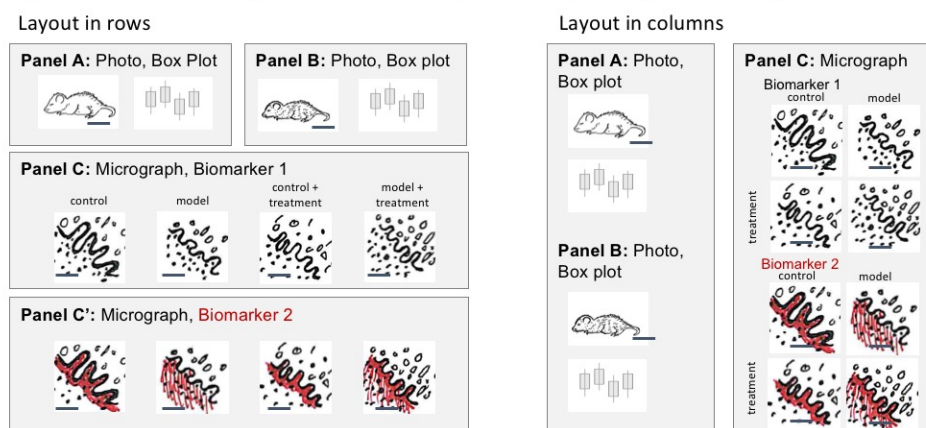 Layout in rows
Panel A: Photo, Box Plot
Panel B: Photo, Box plot
Panel C: Micrograph, Biomarker 1
control
model
control +
treatment
model +
treatment
Panel C’: Micrograph, Biomarker 2
Layout in columns
Panel A: Photo,
Box plot
Panel B: Photo,
Box plot
Panel C: Micrograph
Biomarker 1
control
model
treatment
Biomarker 2
control
model
treatment